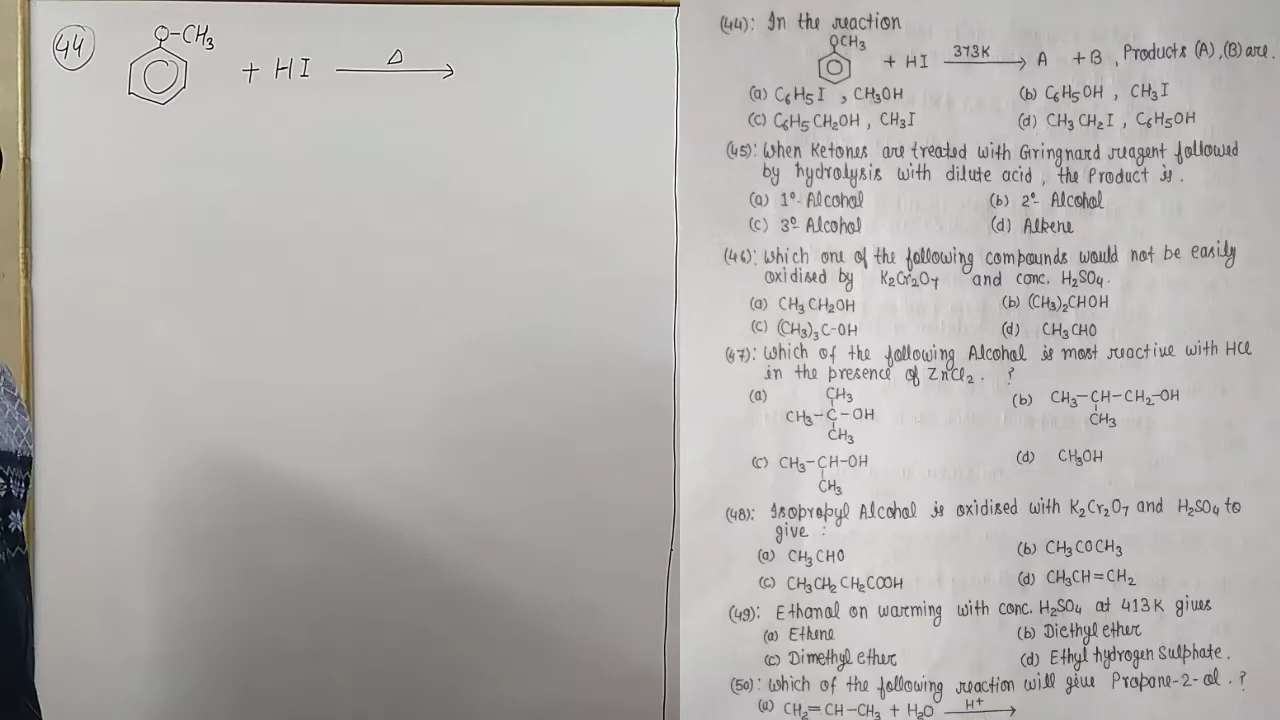 44
O-CH3
+ HI Δ
(44): In the reaction
OCH3
+ HI 373K A + B, Products (A),(B) are.
(a) C6H5I , CH3OH (b) C6H5OH , CH3I
(c) C6H5CH2OH, CH3I (d) CH3CH2I, C6H5OH
(45): When Ketones are treated with Gringnard reagent followed
by hydrolysis with dilute acid, the Product is.
(a) 1°- Alcohol (b) 2°- Alcohol
(c) 3°- Alcohol (d) Alkene
(46): Which one of the following compounds would not be easily
oxidised by K2Cr2O7 and conc. H2SO4.
(a) CH3CH2OH (b) (CH3)2CHOH
(c) (CH3)3C-OH (d) CH3CHO
(47): Which of the following Alcohol is most reactive with HCl
in the presence of ZnCl2. ?
(a) CH3 (b) CH3-CH-CH2-OH
CH3-C-OH CH3
CH3
(c) CH3-CH-OH (d) CH3OH
CH3
(48): Isopropyl Alcohol is oxidised with K2Cr2O7 and H2SO4 to
give :
(a) CH3CHO (b) CH3COCH3
(c) CH3CH2CH2COOH (d) CH3CH=CH2
(49): Ethanal on warming with conc. H2SO4 at 413K gives
(a) Ethene (b) Diethyl ether
(c) Dimethyl ether (d) Ethyl hydrogen Sulphate.
(50): Which of the following reaction will give Propane-2-ol. ?
(a) CH2=CH-CH3 + H2O H+